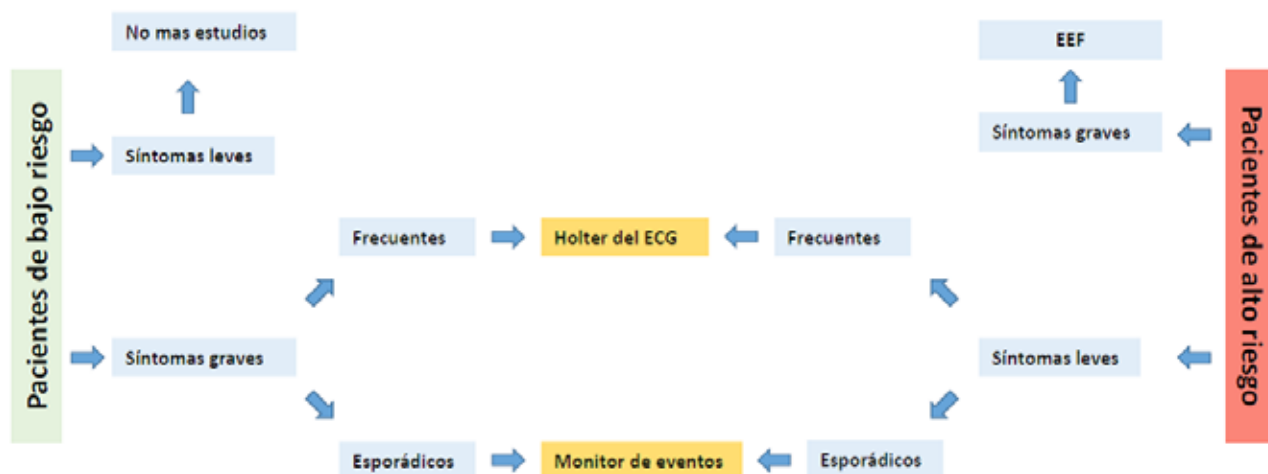 No mas estudios
EEF
Pacientes de bajo riesgo
Pacientes de alto riesgo
Síntomas leves
Síntomas graves
Frecuentes
Holter del ECG
Frecuentes
Síntomas graves
Síntomas leves
Esporádicos
Monitor de eventos
Esporádicos